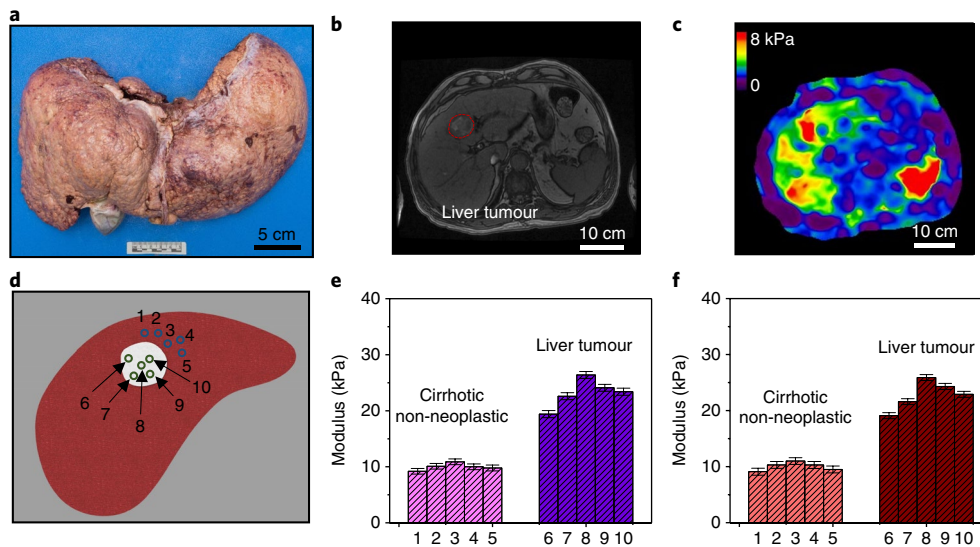 a
5 cm
b
Liver tumour
10 cm
c
8 kPa
0
10 cm
d
1
2
3
4
5
6
7
8
9
10
e
Modulus (kPa)
40
30
20
10
0
Cirrhotic
non-neoplastic
Liver tumour
1 2 3 4 5 6 7 8 9 10
f
Modulus (kPa)
40
30
20
10
0
Cirrhotic
non-neoplastic
Liver tumour
1 2 3 4 5 6 7 8 9 10